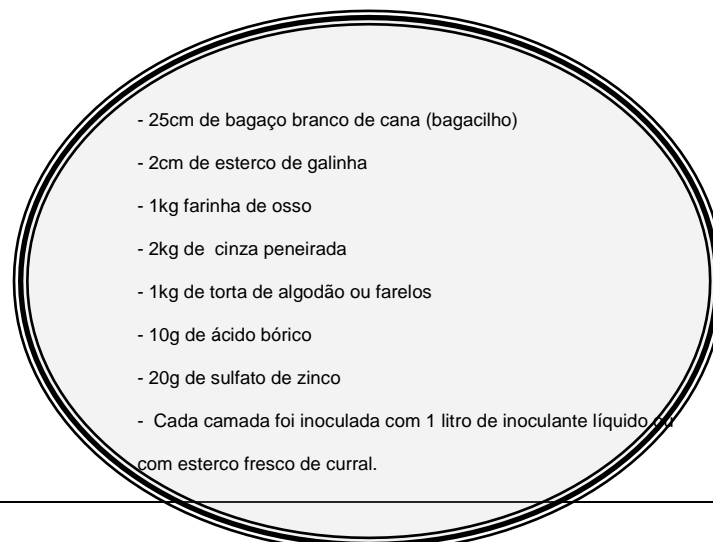 - 25cm de bagaço branco de cana (bagacilho)
- 2cm de esterco de galinha
- 1kg farinha de osso
- 2kg de cinza peneirada
- 1kg de torta de algodão ou farelos
- 10g de ácido bórico
- 20g de sulfato de zinco
- Cada camada foi inoculada com 1 litro de inoculante líquido ou
com esterco fresco de curral.